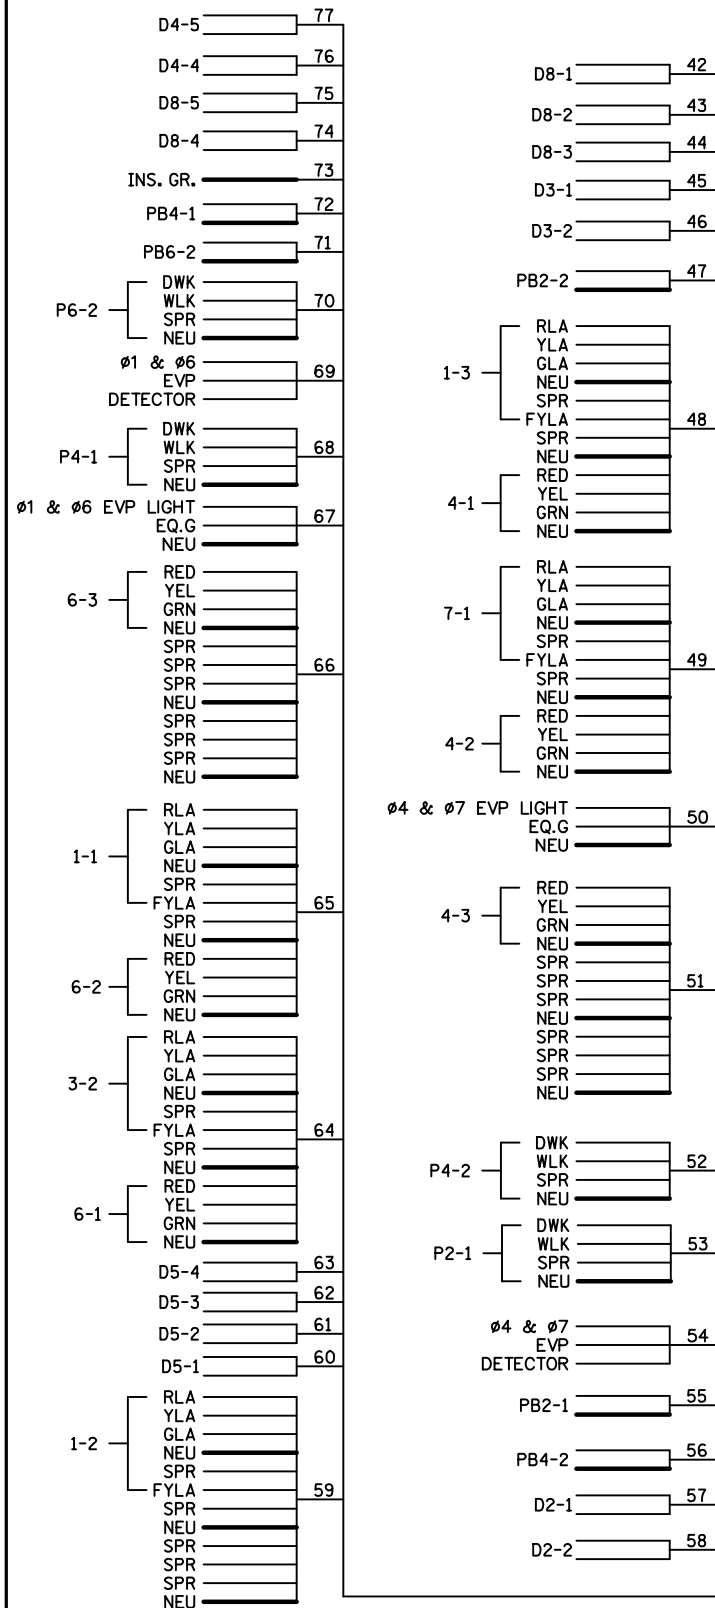 D4-5 77
D4-4 76
D8-5 75
D8-4 74
INS. GR. 73
PB4-1 72
PB6-2 71
P6-2
DWK
WLK
SPR
NEU
70
ø1 & ø6
EVP
DETECTOR
69
P4-1
DWK
WLK
SPR
NEU
68
ø1 & ø6 EVP LIGHT
EQ.G
NEU
67
6-3
RED
YEL
GRN
NEU
SPR
SPR
SPR
NEU
SPR
SPR
SPR
NEU
66
1-1
RLA
YLA
GLA
NEU
SPR
FYLA
SPR
NEU
6-2
RED
YEL
GRN
NEU
65
3-2
RLA
YLA
GLA
NEU
SPR
FYLA
SPR
NEU
6-1
RED
YEL
GRN
NEU
64
D5-4 63
D5-3 62
D5-2 61
D5-1 60
1-2
RLA
YLA
GLA
NEU
SPR
FYLA
SPR
NEU
SPR
SPR
SPR
NEU
59
D8-1 42
D8-2 43
D8-3 44
D3-1 45
D3-2 46
PB2-2 47
1-3
RLA
YLA
GLA
NEU
SPR
FYLA
SPR
NEU
4-1
RED
YEL
GRN
NEU
48
7-1
RLA
YLA
GLA
NEU
SPR
FYLA
SPR
NEU
4-2
RED
YEL
GRN
NEU
49
ø4 & ø7 EVP LIGHT
EQ.G
NEU
50
4-3
RED
YEL
GRN
NEU
SPR
SPR
SPR
NEU
SPR
SPR
SPR
NEU
51
P4-2
DWK
WLK
SPR
NEU
52
P2-1
DWK
WLK
SPR
NEU
53
ø4 & ø7
EVP
DETECTOR
54
PB2-1 55
PB4-2 56
D2-1 57
D2-2 58